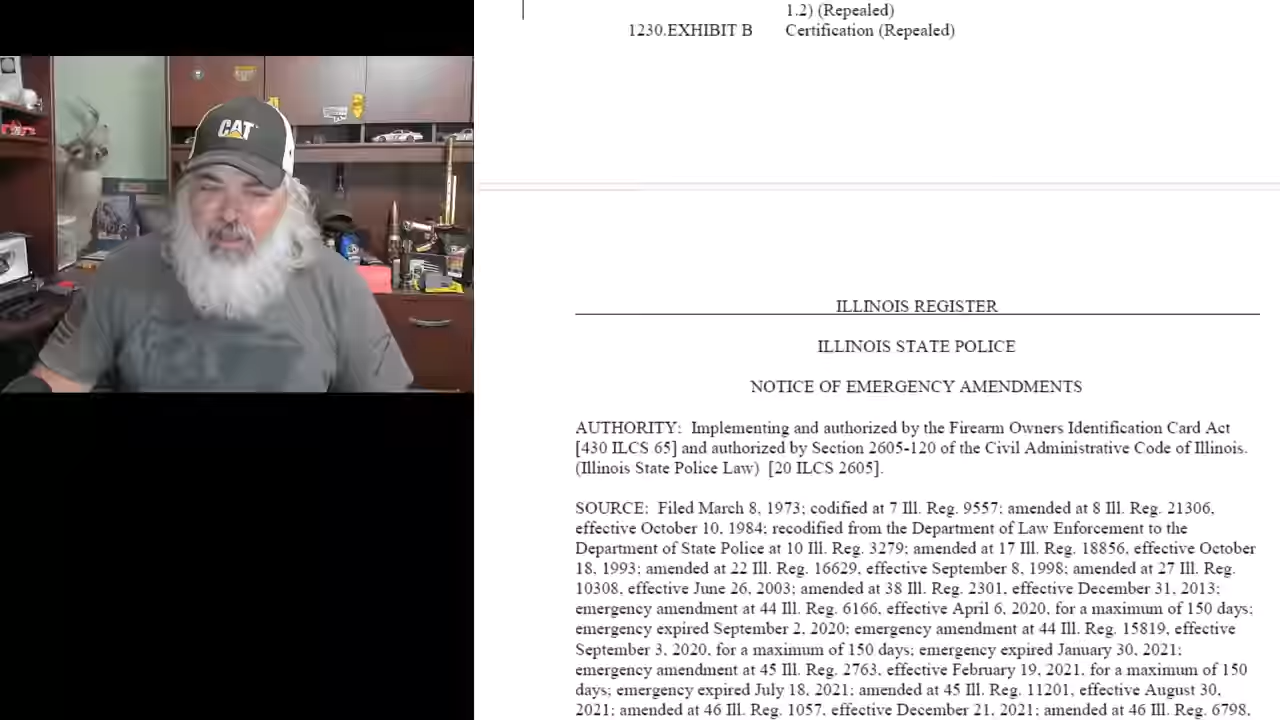 CAT
1.2) (Repealed)
1230.EXHIBIT B Certification (Repealed)
ILLINOIS REGISTER
ILLINOIS STATE POLICE
NOTICE OF EMERGENCY AMENDMENTS
AUTHORITY: Implementing and authorized by the Firearm Owners Identification Card Act
[430 ILCS 65] and authorized by Section 2605-120 of the Civil Administrative Code of Illinois.
(Illinois State Police Law) [20 ILCS 2605].
SOURCE: Filed March 8, 1973; codified at 7 Ill. Reg. 9557; amended at 8 Ill. Reg. 21306,
effective October 10, 1984; recodified from the Department of Law Enforcement to the
Department of State Police at 10 Ill. Reg. 3279; amended at 17 Ill. Reg. 18856, effective October
18, 1993; amended at 22 Ill. Reg. 16629, effective September 8, 1998; amended at 27 Ill. Reg.
10308, effective June 26, 2003; amended at 38 Ill. Reg. 2301, effective December 31, 2013;
emergency amendment at 44 Ill. Reg. 6166, effective April 6, 2020, for a maximum of 150 days;
emergency expired September 2, 2020; emergency amendment at 44 Ill. Reg. 15819, effective
September 3, 2020, for a maximum of 150 days; emergency expired January 30, 2021;
emergency amendment at 45 Ill. Reg. 2763, effective February 19, 2021, for a maximum of 150
days; emergency expired July 18, 2021; amended at 45 Ill. Reg. 11201, effective August 30,
2021; amended at 46 Ill. Reg. 1057, effective December 21, 2021; amended at 46 Ill. Reg. 6798,